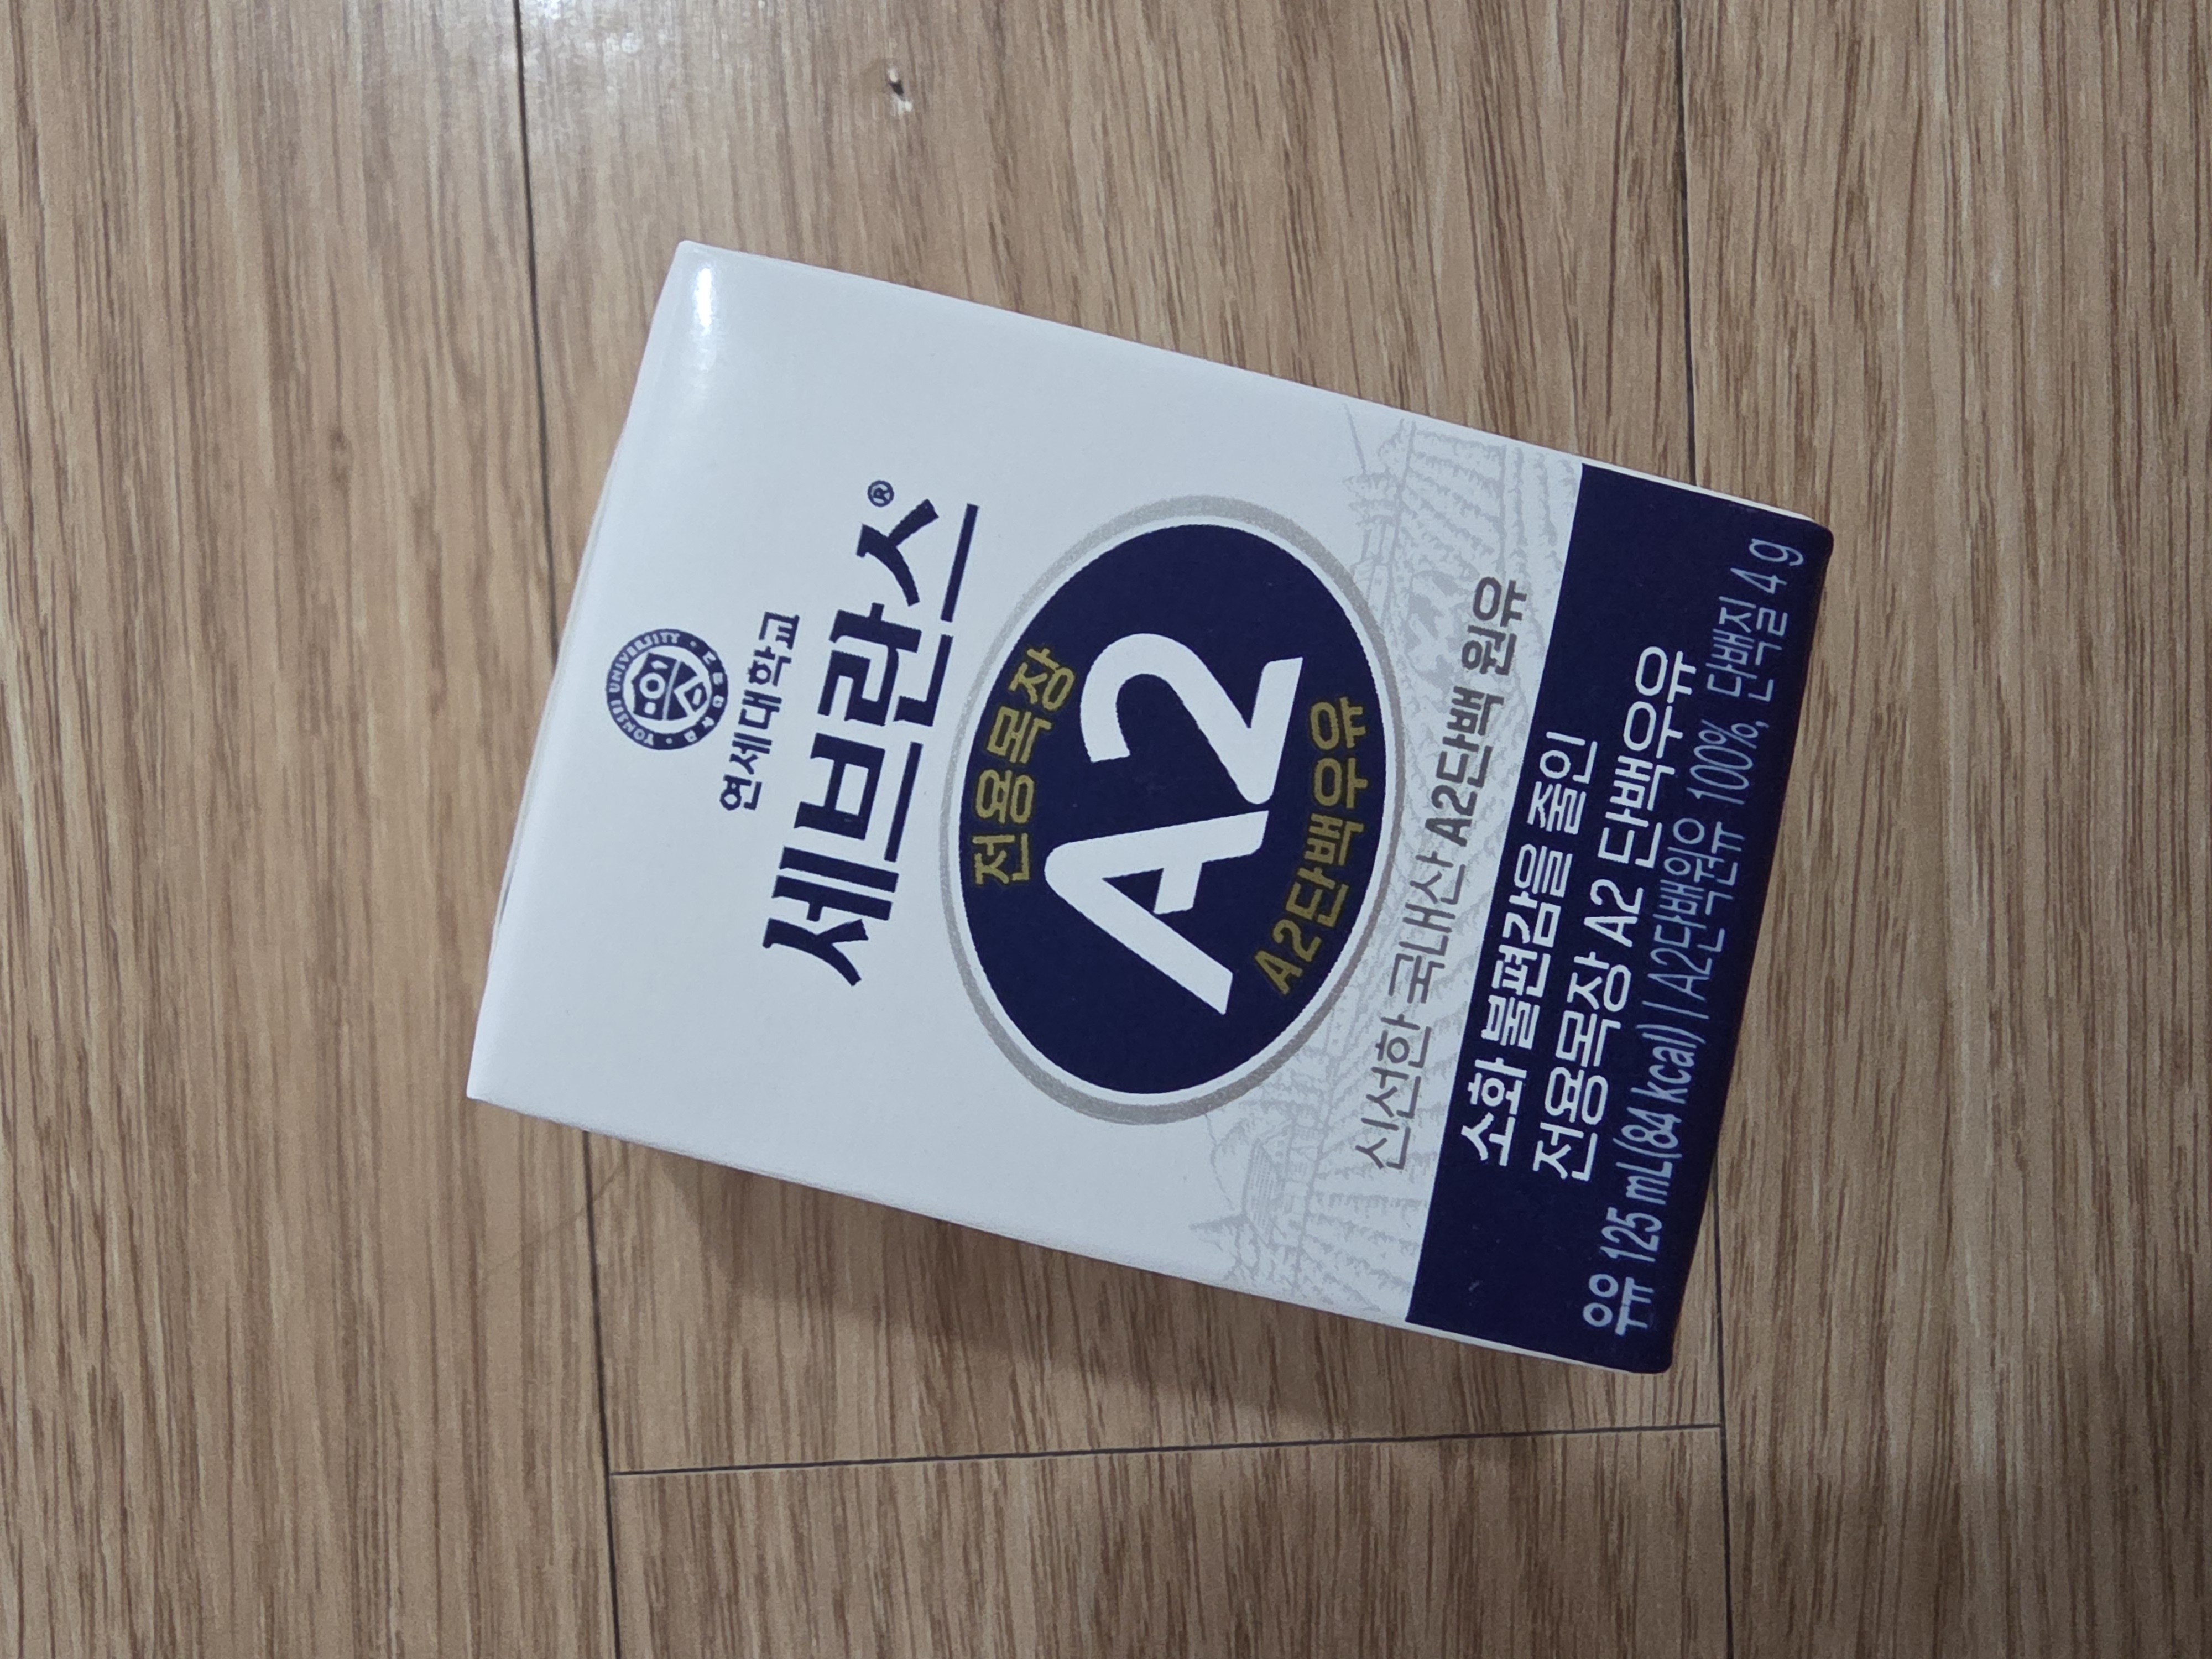 YONSEI UNIVERSITY
연세대학교
세브란스®
전용목장
A2
A2단백우유
신선한 국내산 A2단백 원유
소화 불편감을 줄인
전용목장 A2 단백우유
우유 125 mL(84 kcal) | A2단백원유 100%, 단백질 4 g